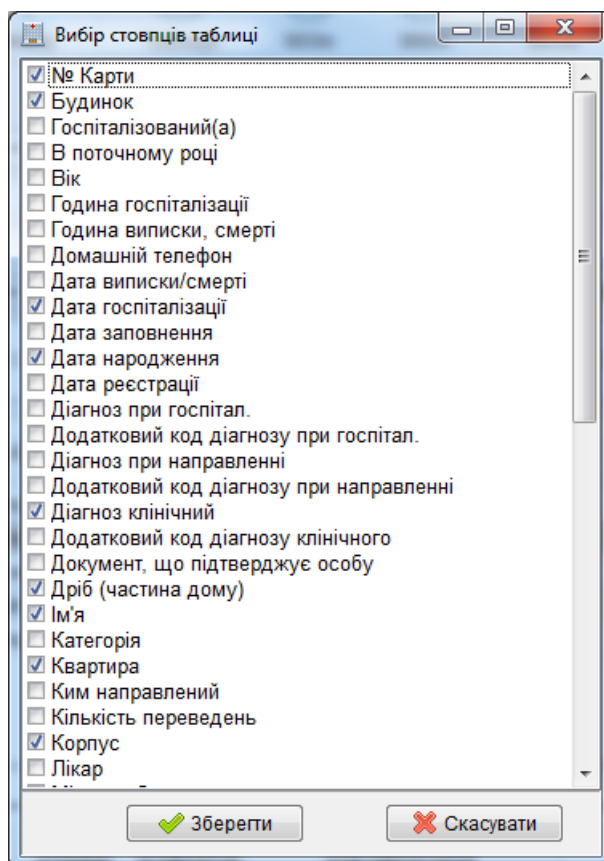 Вибір стовпців таблиці
№ Карти
Будинок
Госпіталізований(а)
В поточному році
Вік
Година госпіталізації
Година виписки, смерті
Домашній телефон
Дата виписки/смерті
Дата госпіталізації
Дата заповнення
Дата народження
Дата реєстрації
Діагноз при госпітал.
Додатковий код діагнозу при госпітал.
Діагноз при направленні
Додатковий код діагнозу при направленні
Діагноз клінічний
Додатковий код діагнозу клінічного
Документ, що підтверджує особу
Дріб (частина дому)
Ім'я
Категорія
Квартира
Ким направлений
Кількість переведень
Корпус
Лікар
Зберегти
Скасувати